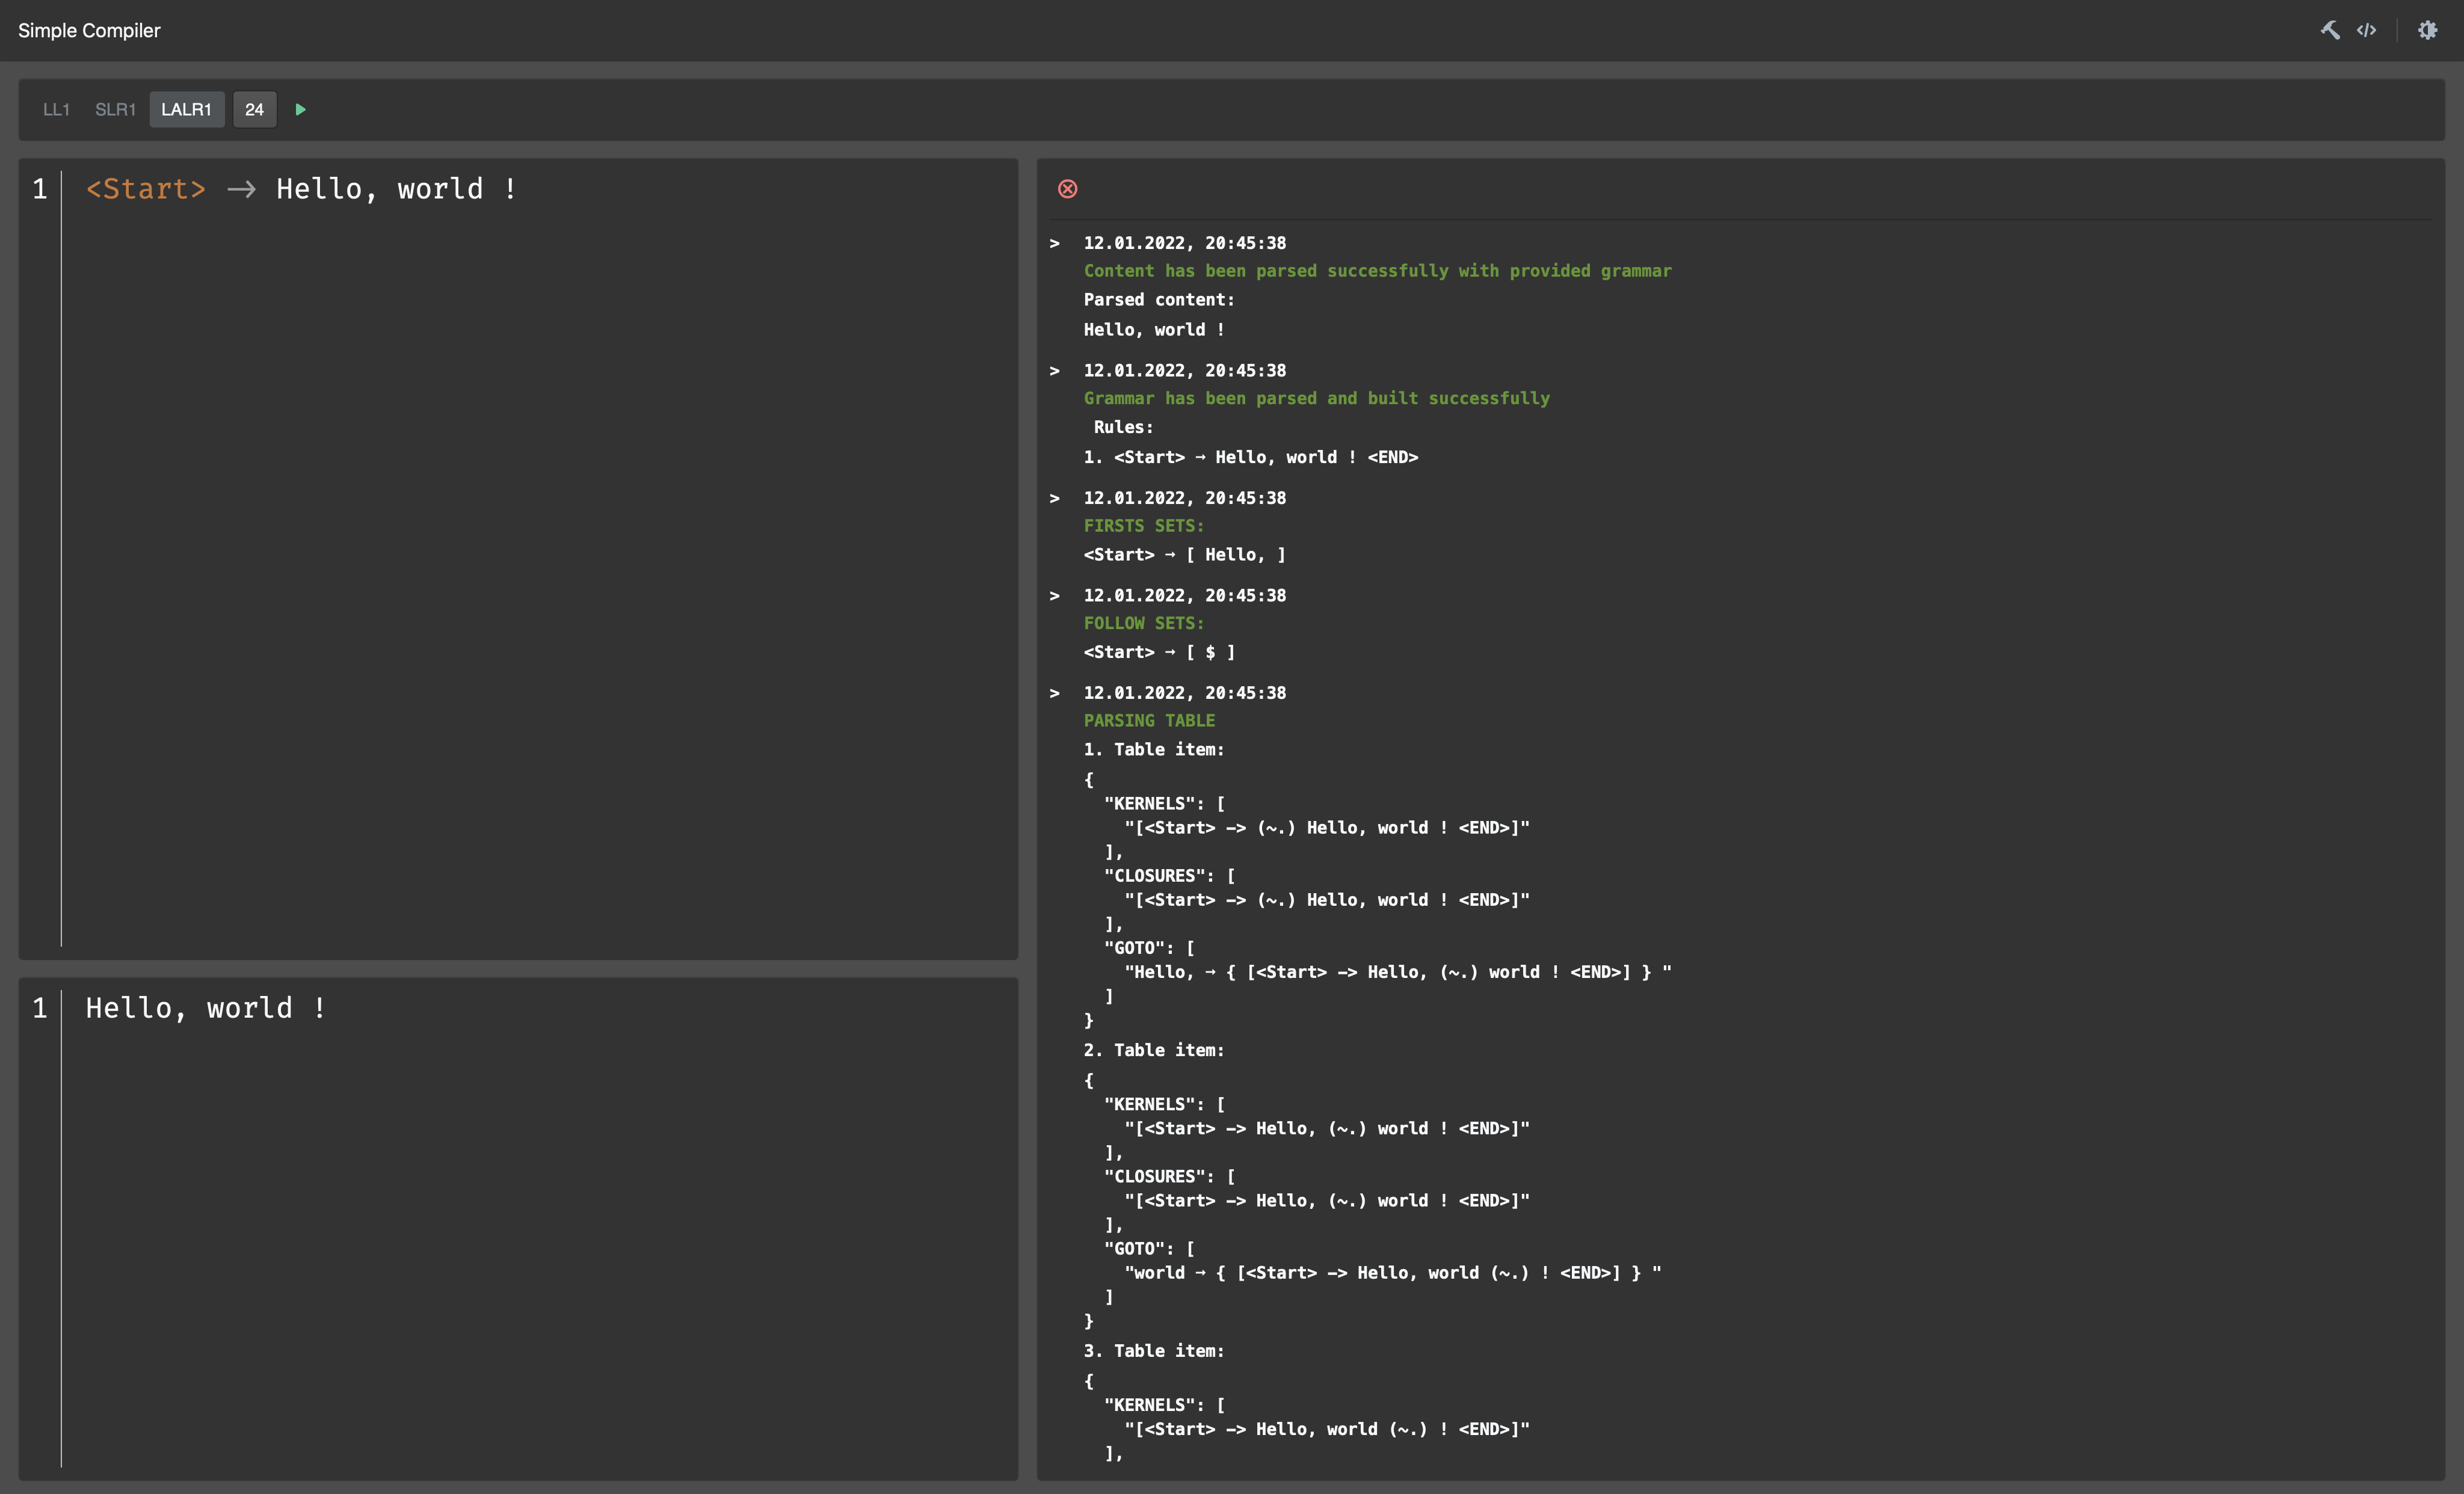 Simple Compiler
LL1 SLR1 LALR1 24
1 <Start> → Hello, world !
1 Hello, world !
> 12.01.2022, 20:45:38
Content has been parsed successfully with provided grammar
Parsed content:
Hello, world !
> 12.01.2022, 20:45:38
Grammar has been parsed and built successfully
Rules:
1. <Start> → Hello, world ! <END>
> 12.01.2022, 20:45:38
FIRSTS SETS:
<Start> → [ Hello, ]
> 12.01.2022, 20:45:38
FOLLOW SETS:
<Start> → [ $ ]
> 12.01.2022, 20:45:38
PARSING TABLE
1. Table item:
{
"KERNELS": [
"[<Start> –> (~.) Hello, world ! <END>]"
],
"CLOSURES": [
"[<Start> –> (~.) Hello, world ! <END>]"
],
"GOTO": [
"Hello, → { [<Start> –> Hello, (~.) world ! <END>] } "
]
}
2. Table item:
{
"KERNELS": [
"[<Start> –> Hello, (~.) world ! <END>]"
],
"CLOSURES": [
"[<Start> –> Hello, (~.) world ! <END>]"
],
"GOTO": [
"world → { [<Start> –> Hello, world (~.) ! <END>] } "
]
}
3. Table item:
{
"KERNELS": [
"[<Start> –> Hello, world (~.) ! <END>]"
],